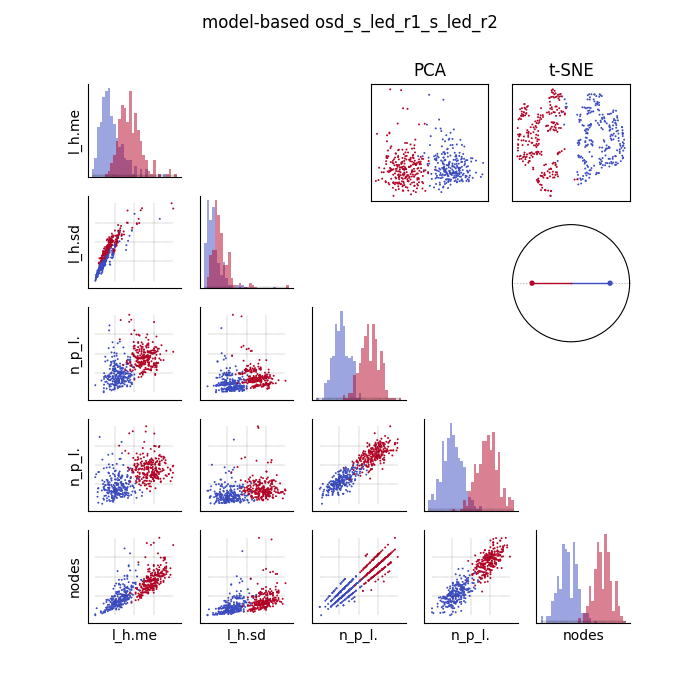 model-based osd_s_led_r1_s_led_r2
PCA
t-SNE
l_h.me
l_h.sd
n_p_l.
n_p_l.
nodes
l_h.me
l_h.sd
n_p_l.
n_p_l.
nodes